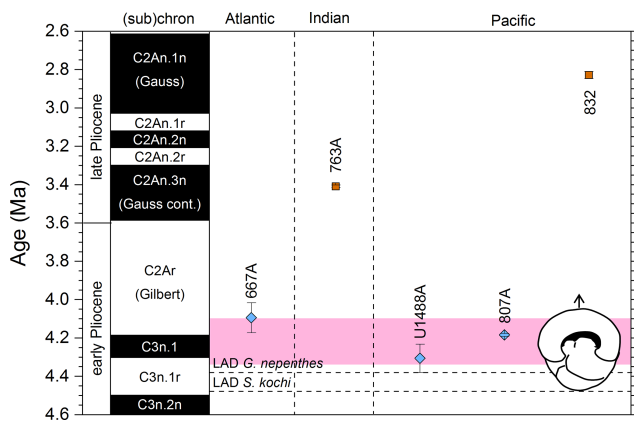 (sub)chron Atlantic Indian Pacific
Age (Ma)
2.6
2.8
3.0
3.2
3.4
3.6
3.8
4.0
4.2
4.4
4.6
late Pliocene
early Pliocene
C2An.1n
(Gauss)
C2An.1r
C2An.2n
C2An.2r
C2An.3n
(Gauss cont.)
C2Ar
(Gilbert)
C3n.1
C3n.1r
C3n.2n
667A
763A
U1488A
807A
832
LAD G. nepenthes
LAD S. kochi